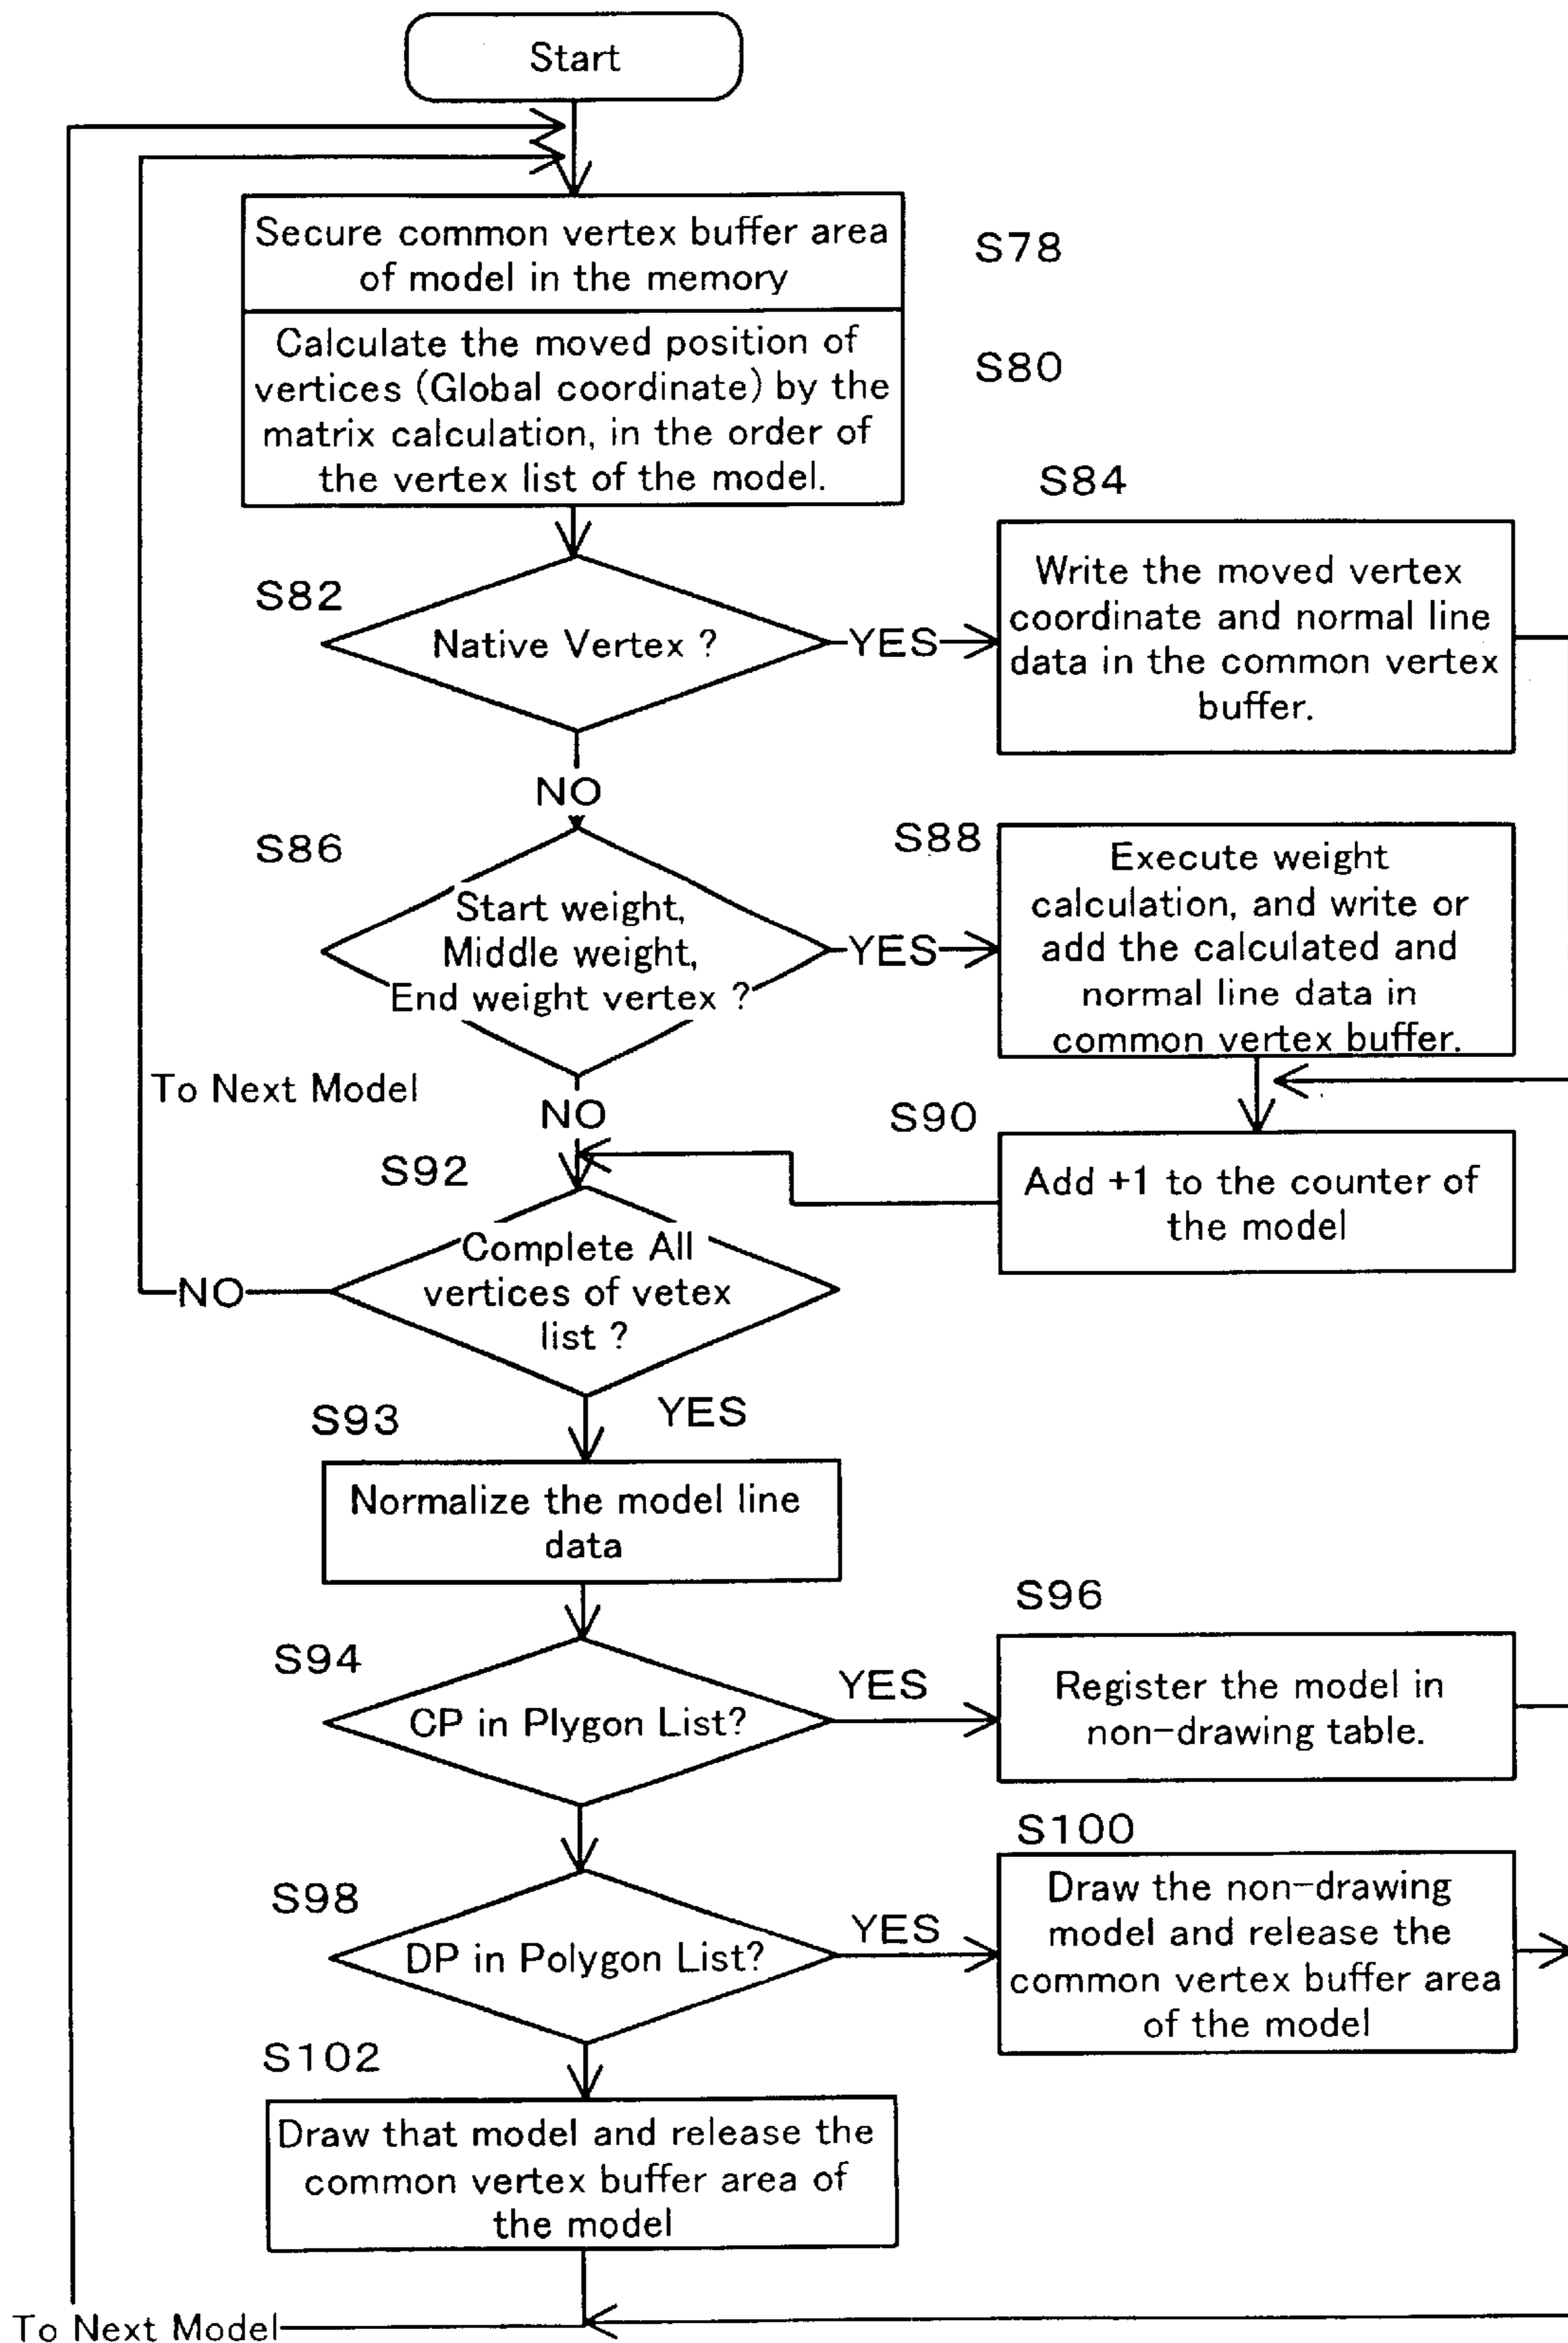 Start
Secure common vertex buffer area
of model in the memory
S78
Calculate the moved position of
vertices (Global coordinate) by the
matrix calculation, in the order of
the vertex list of the model.
S80
S82
Native Vertex ?
YES
S84
Write the moved vertex
coordinate and normal line
data in the common vertex
buffer.
NO
S86
Start weight,
Middle weight,
End weight vertex ?
YES
S88
Execute weight
calculation, and write or
add the calculated and
normal line data in
common vertex buffer.
To Next Model
NO
S90
Add +1 to the counter of
the model
S92
Complete All
vertices of vetex
list ?
NO
YES
S93
Normalize the model line
data
S94
CP in Plygon List?
YES
S96
Register the model in
non-drawing table.
S98
DP in Polygon List?
YES
S100
Draw the non-drawing
model and release the
common vertex buffer area
of the model
S102
Draw that model and release the
common vertex buffer area of
the model
To Next Model